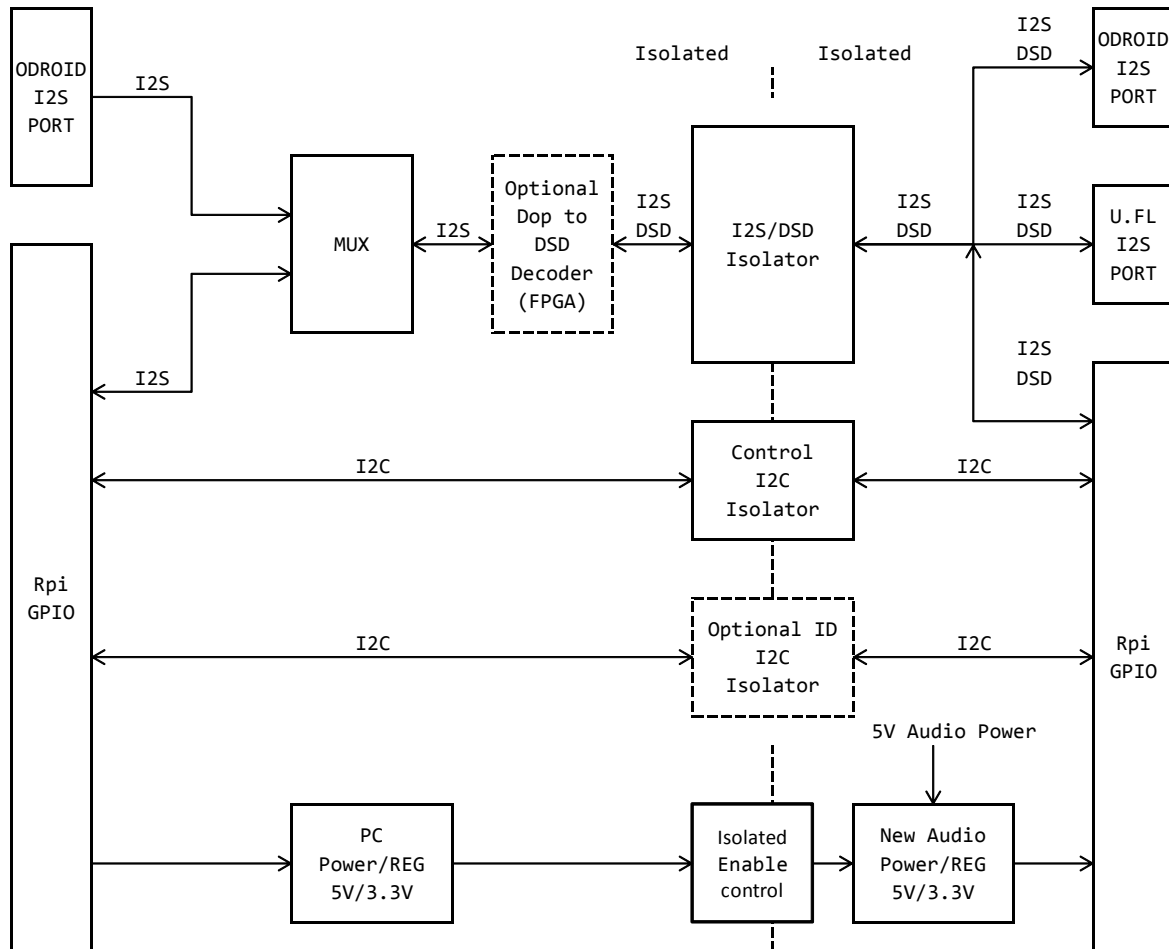 ODROID
I2S
PORT
I2S
Isolated
Isolated
I2S
DSD
ODROID
I2S
PORT
MUX
I2S
Optional
Dop to
DSD
Decoder
(FPGA)
I2S
DSD
I2S/DSD
Isolator
I2S
DSD
I2S
DSD
U.FL
I2S
PORT
I2S
I2S
DSD
I2C
Control
I2C
Isolator
I2C
Rpi
GPIO
I2C
Optional ID
I2C
Isolator
I2C
Rpi
GPIO
5V Audio Power
PC
Power/REG
5V/3.3V
Isolated
Enable
control
New Audio
Power/REG
5V/3.3V